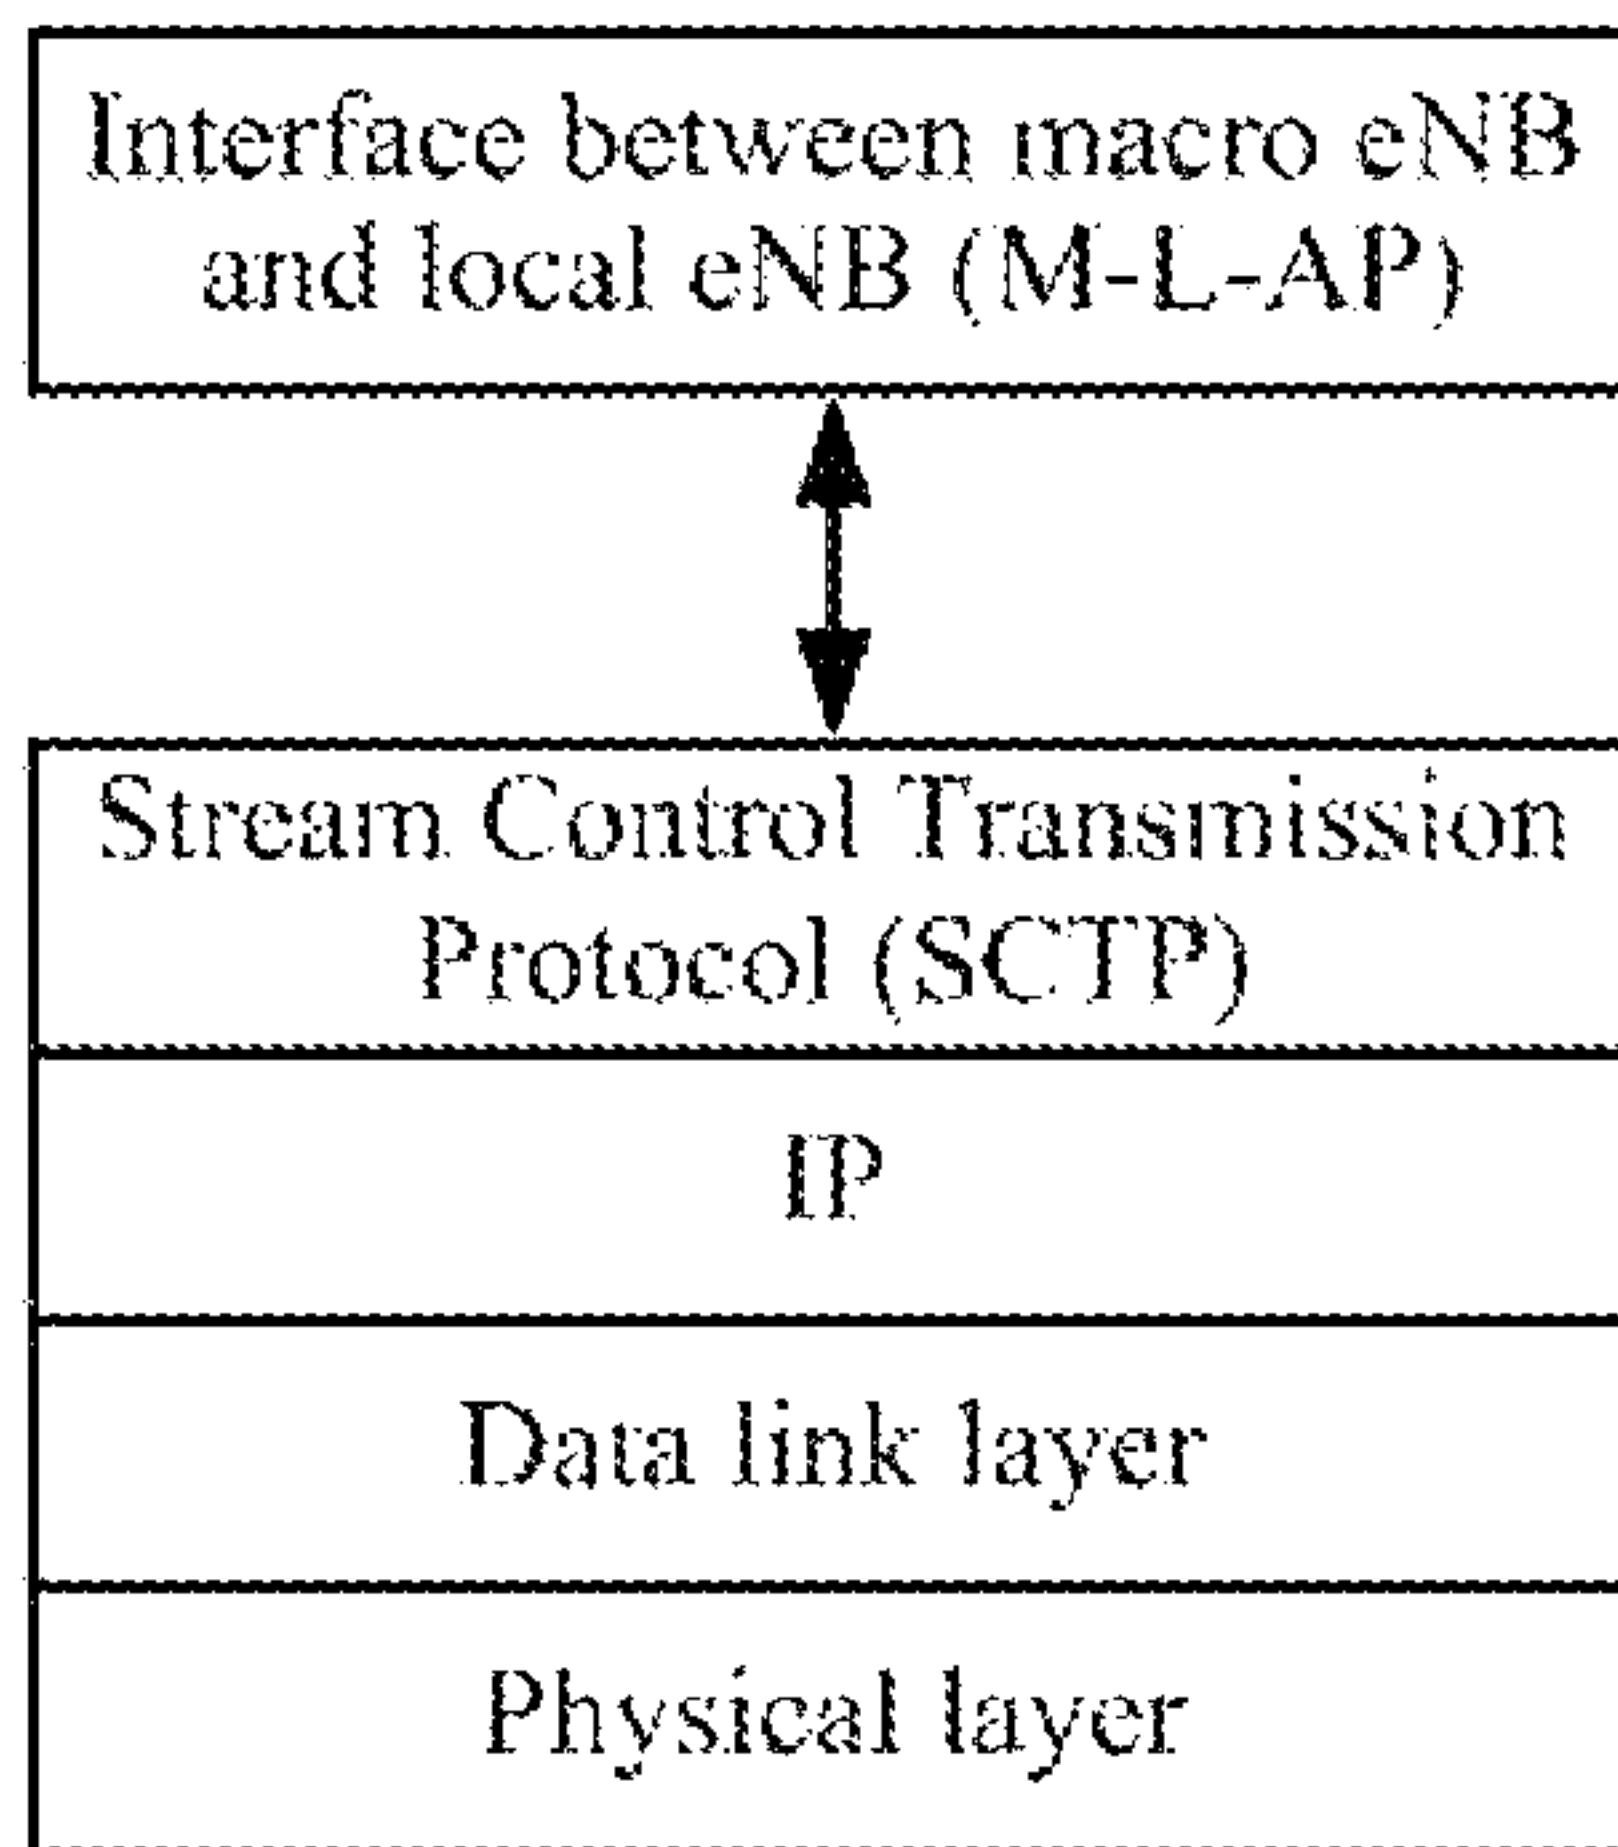 Interface between macro eNB
and local eNB (M-L-AP)
Stream Control Transmission
Protocol (SCTP)
IP
Data link layer
Physical layer